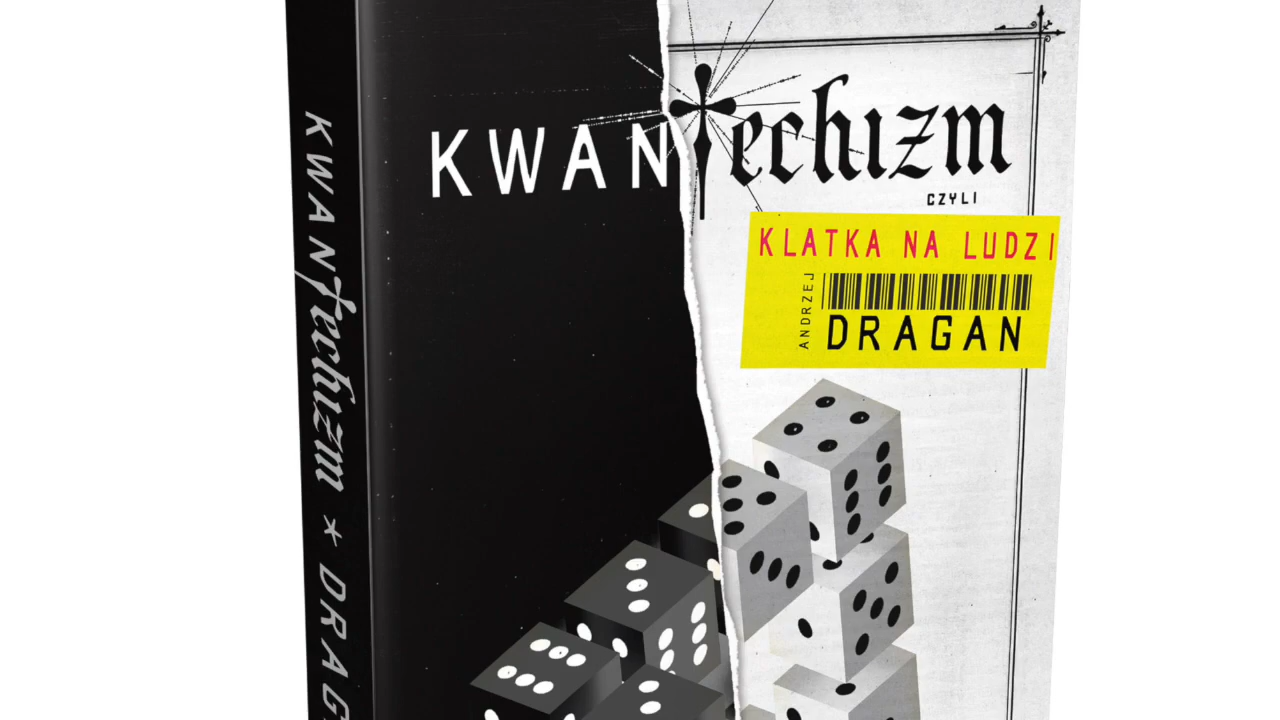 KWANtechizm * DRAG
KWANtechizm
CZYLI
KLATKA NA LUDZI
ANDRZEJ
DRAGAN